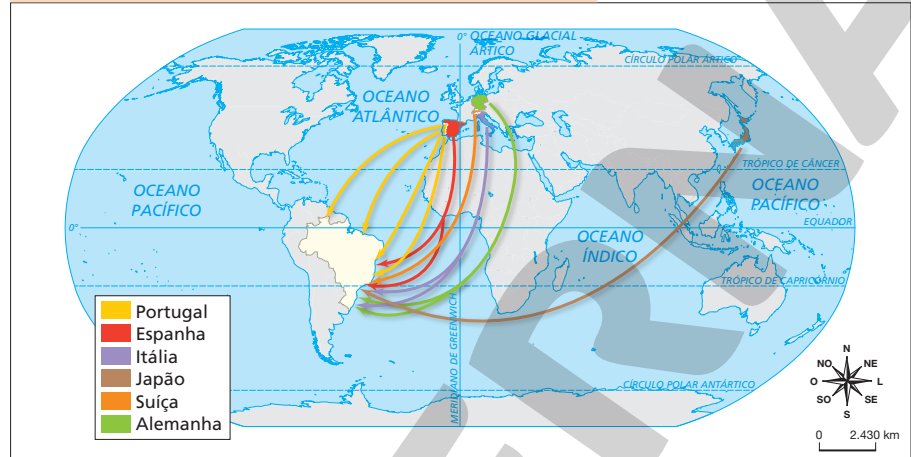 0° OCEANO GLACIAL
ÁRTICO
CÍRCULO POLAR ÁRTICO
OCEANO
ATLÂNTICO
TRÓPICO DE CÂNCER
OCEANO
PACÍFICO
OCEANO
PACÍFICO
EQUADOR
0°
OCEANO
ÍNDICO
TRÓPICO DE CAPRICÓRNIO
MERIDIANO DE GREENWICH
Portugal
Espanha
Itália
Japão
Suíça
Alemanha
CÍRCULO POLAR ANTÁRTICO
N
NO NE
O L
SO SE
S
0 2.430 km